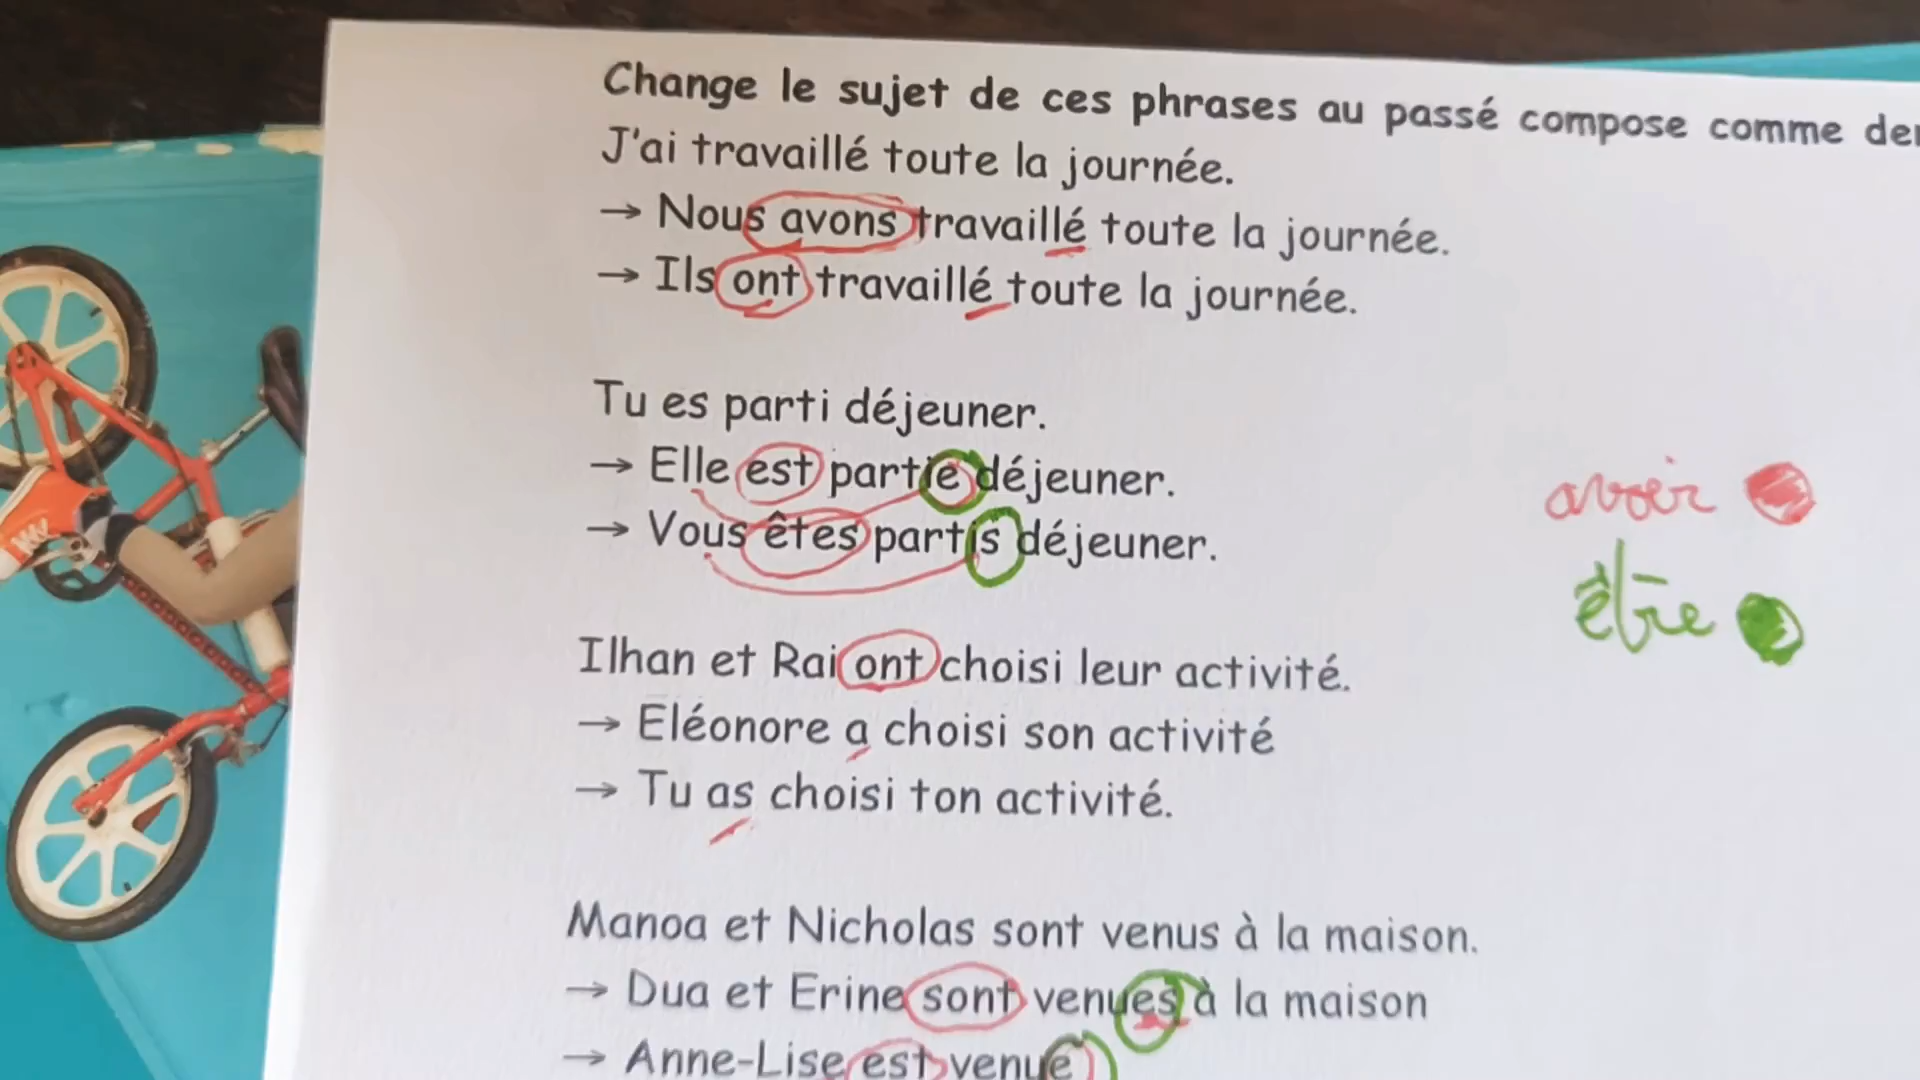 Change le sujet de ces phrases au passé compose comme
J'ai travaillé toute la journée.
→ Nous avons travaillé toute la journée.
→ Ils ont travaillé toute la journée.
Tu es parti déjeuner.
→ Elle est partie déjeuner.
→ Vous êtes partis déjeuner.
avoir
être
Ilhan et Rai ont choisi leur activité.
→ Eléonore a choisi son activité
→ Tu as choisi ton activité.
Manoa et Nicholas sont venus à la maison.
→ Dua et Erine sont venues à la maison
→ Anne-Lise est venue